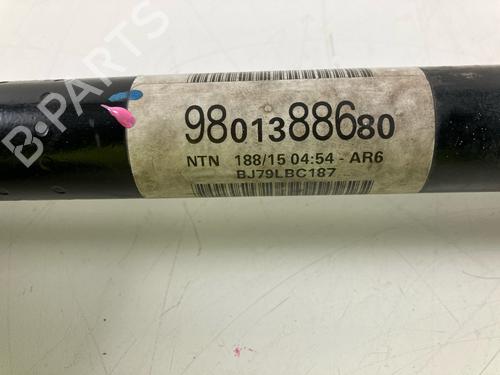 B-PARTS
9801388680
NTN 188/15 04:54 - AR6
BJ79LBC187